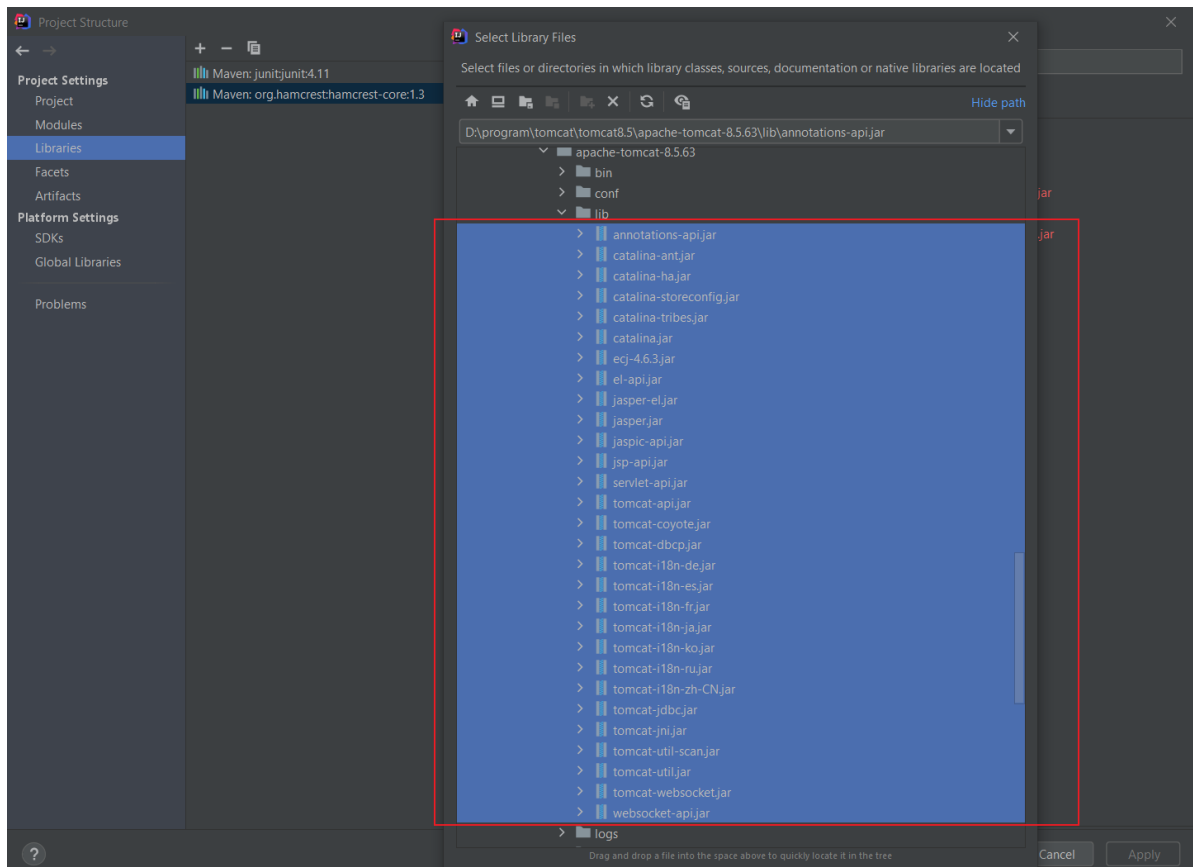 Project Structure
Project Settings
Project
Modules
Libraries
Facets
Artifacts
Platform Settings
SDKs
Global Libraries
Problems
Maven: junit:junit:4.11
Maven: org.hamcrest:hamcrest-core:1.3
Select Library Files
Select files or directories in which library classes, sources, documentation or native libraries are located
Hide path
D:\program\tomcat\tomcat8.5\apache-tomcat-8.5.63\lib\annotations-api.jar
apache-tomcat-8.5.63
bin
conf
lib
annotations-api.jar
catalina-ant.jar
catalina-ha.jar
catalina-storeconfig.jar
catalina-tribes.jar
catalina.jar
ecj-4.6.3.jar
el-api.jar
jasper-el.jar
jasper.jar
jaspic-api.jar
jsp-api.jar
servlet-api.jar
tomcat-api.jar
tomcat-coyote.jar
tomcat-dbcp.jar
tomcat-i18n-de.jar
tomcat-i18n-es.jar
tomcat-i18n-fr.jar
tomcat-i18n-ja.jar
tomcat-i18n-ko.jar
tomcat-i18n-ru.jar
tomcat-i18n-zh-CN.jar
tomcat-jdbc.jar
tomcat-jni.jar
tomcat-util-scan.jar
tomcat-util.jar
tomcat-websocket.jar
websocket-api.jar
logs
Drag and drop a file into the space above to quickly locate it in the tree
jar
.jar
?
Cancel
Apply